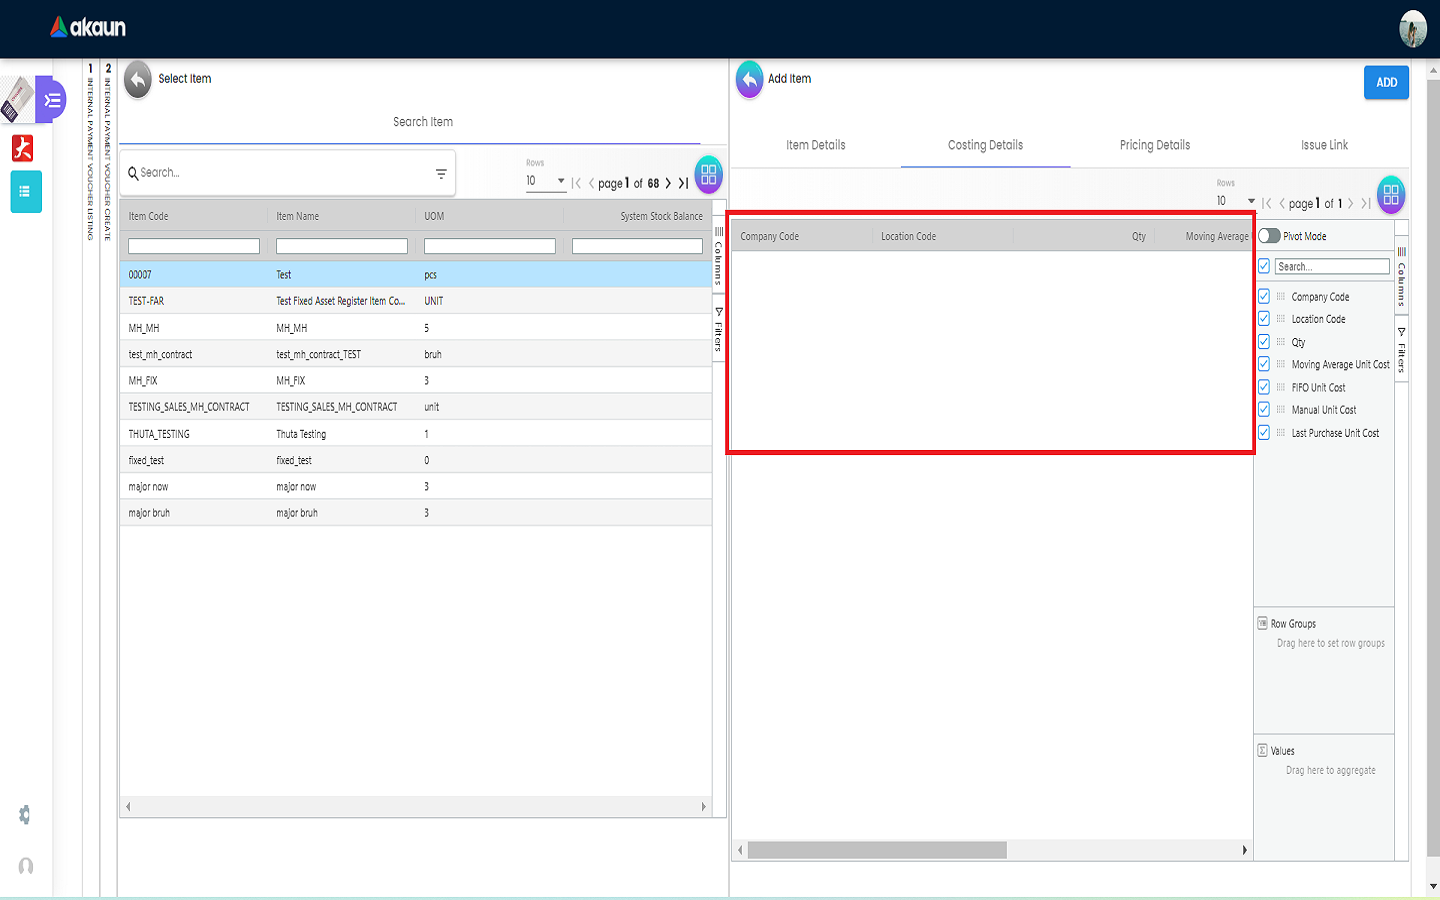 akaun
1 INTERNAL PAYMENT VOUCHER LISTING
2 INTERNAL PAYMENT VOUCHER CREATE
Select Item
Search Item
Search...
Rows
10
page 1 of 68
Item Code Item Name UOM System Stock Balance
00007 Test pcs
TEST-FAR Test Fixed Asset Register Item Co... UNIT
MH_MH MH_MH 5
test_mh_contract test_mh_contract_TEST bruh
MH_FIX MH_FIX 3
TESTING_SALES_MH_CONTRACT TESTING_SALES_MH_CONTRACT unit
THUTA_TESTING Thuta Testing 1
fixed_test fixed_test 0
major now major now 3
major bruh major bruh 3
Columns
Filters
Add Item
ADD
Item Details Costing Details Pricing Details Issue Link
Rows
10
page 1 of 1
Company Code Location Code Qty Moving Average
Pivot Mode
Search...
Company Code
Location Code
Qty
Moving Average Unit Cost
FIFO Unit Cost
Manual Unit Cost
Last Purchase Unit Cost
Row Groups
Drag here to set row groups
Values
Drag here to aggregate
Columns
Filters